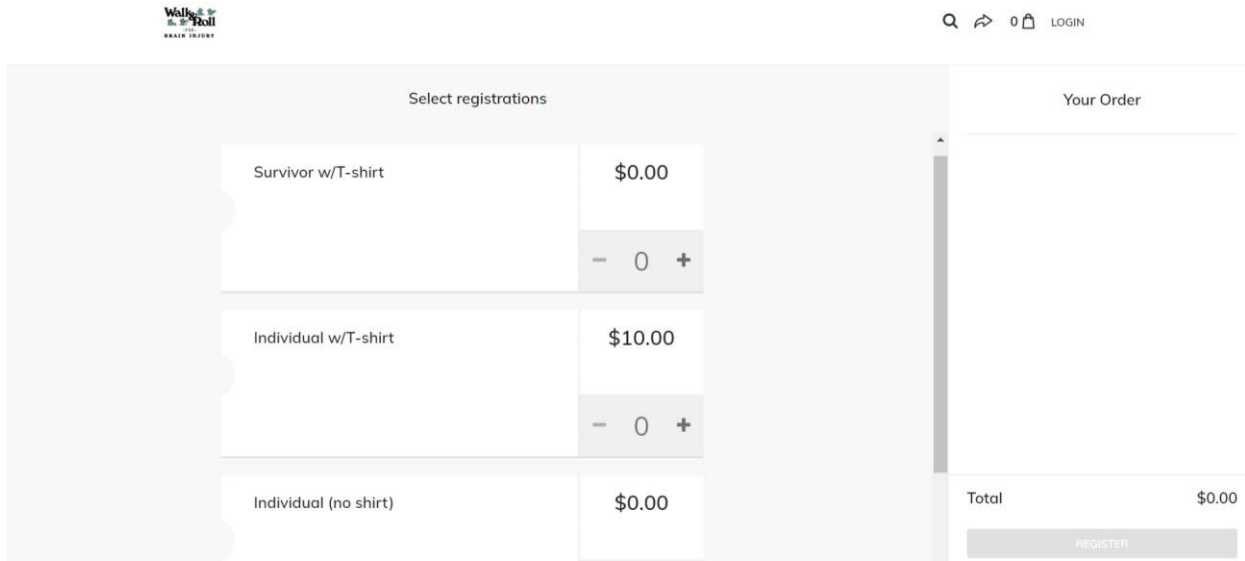 Walk &
Roll
-FOR-
BRAIN INJURY
0 LOGIN
Select registrations
Your Order
Survivor w/T-shirt $0.00
- 0 +
Individual w/T-shirt $10.00
- 0 +
Individual (no shirt) $0.00
Total $0.00
REGISTER